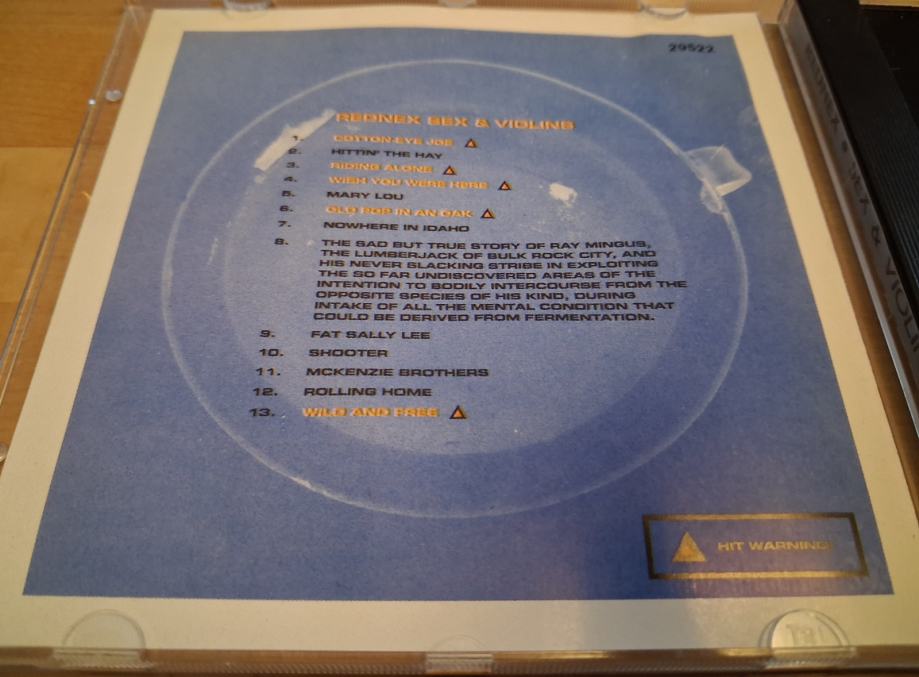 29522
REDNEX SEX & VIOLINS
1. COTTON-EYE JOE
2. HITTIN' THE HAY
3. RIDING ALONE
4. WISH YOU WERE HERE
5. MARY LOU
6. OLD POP IN AN OAK
7. NOWHERE IN IDAHO
8. THE SAD BUT TRUE STORY OF RAY MINGUS,
THE LUMBERJACK OF BULK ROCK CITY, AND
HIS NEVER SLACKING STRIBE IN EXPLOITING
THE SO FAR UNDISCOVERED AREAS OF THE
INTENTION TO BODILY INTERCOURSE FROM THE
OPPOSITE SPECIES OF HIS KIND, DURING
INTAKE OF ALL THE MENTAL CONDITION THAT
COULD BE DERIVED FROM FERMENTATION.
9. FAT SALLY LEE
10. SHOOTER
11. MCKENZIE BROTHERS
12. ROLLING HOME
13. WILD AND FREE
HIT WARNING!